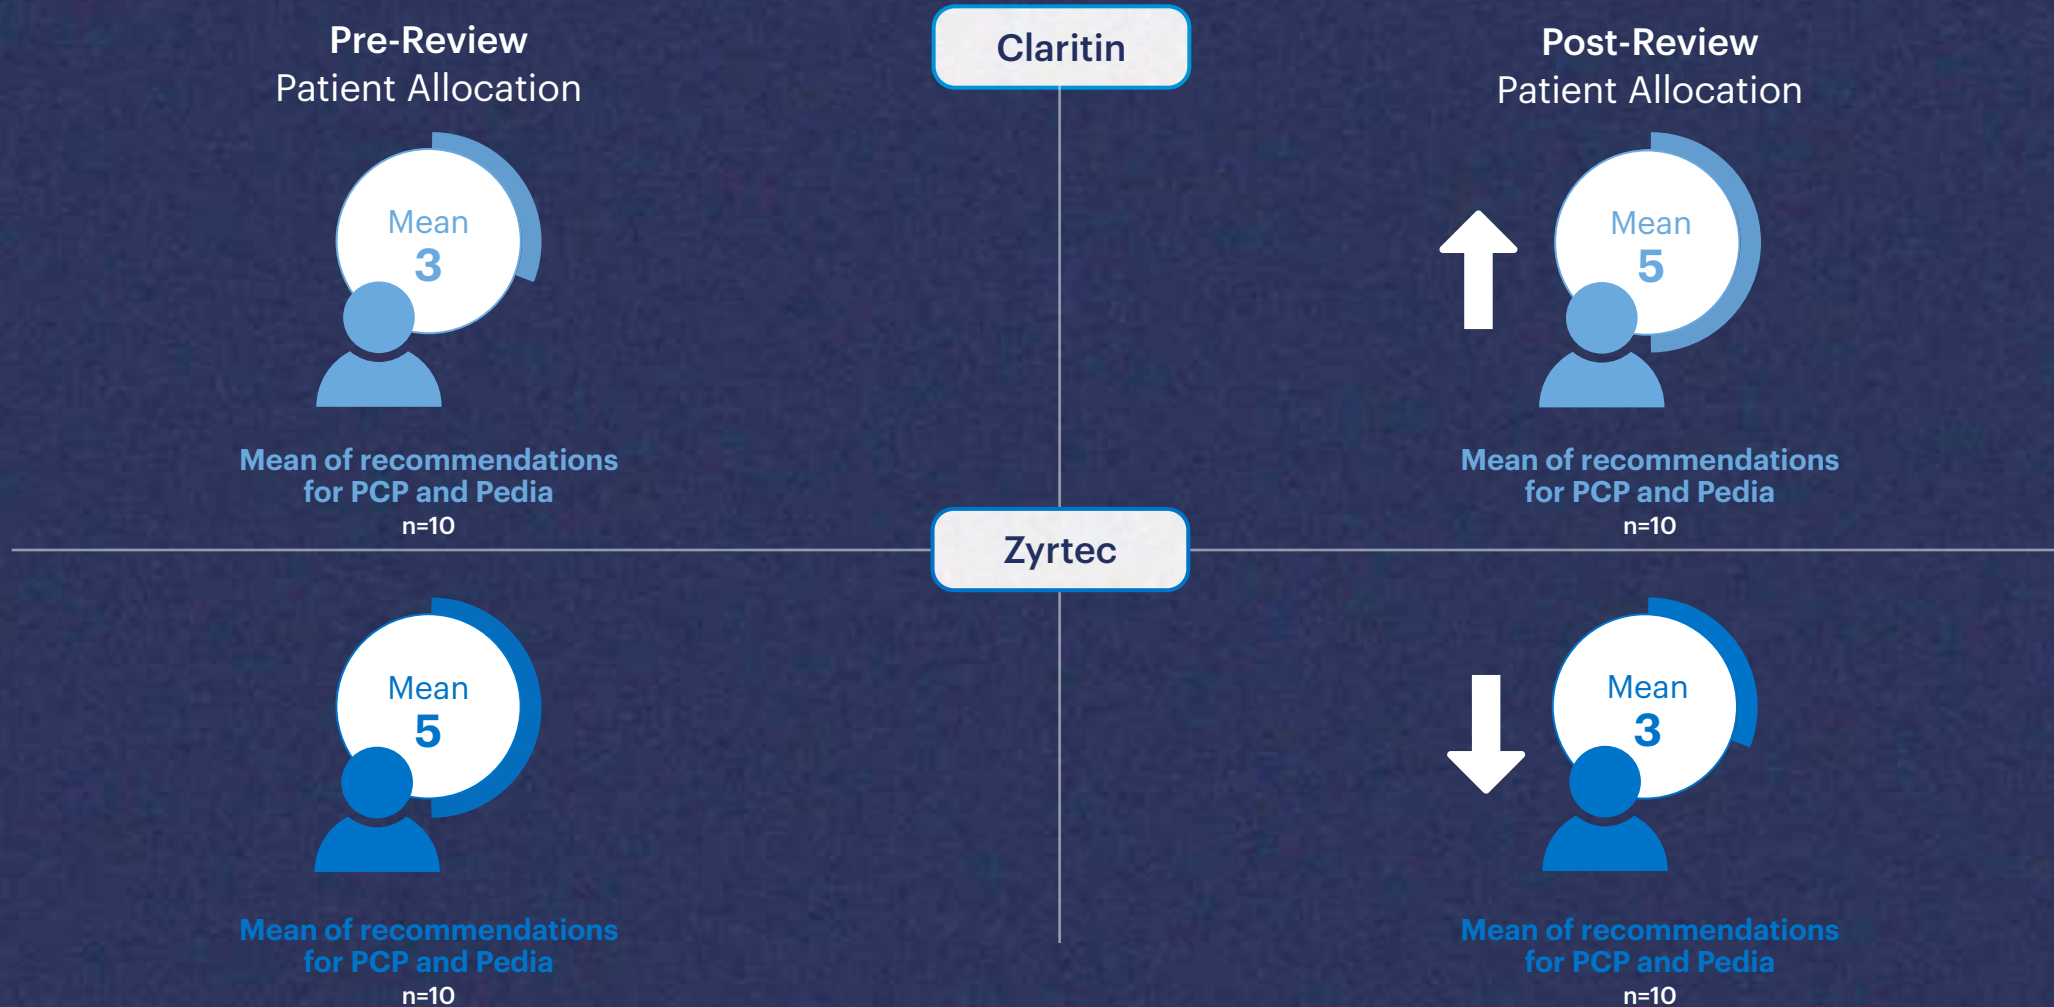 Pre-Review
Patient Allocation
Claritin
Post-Review
Patient Allocation
Mean
3
Mean of recommendations
for PCP and Pedia
n=10
Mean
5
Mean of recommendations
for PCP and Pedia
n=10
Zyrtec
Mean
5
Mean of recommendations
for PCP and Pedia
n=10
Mean
3
Mean of recommendations
for PCP and Pedia
n=10